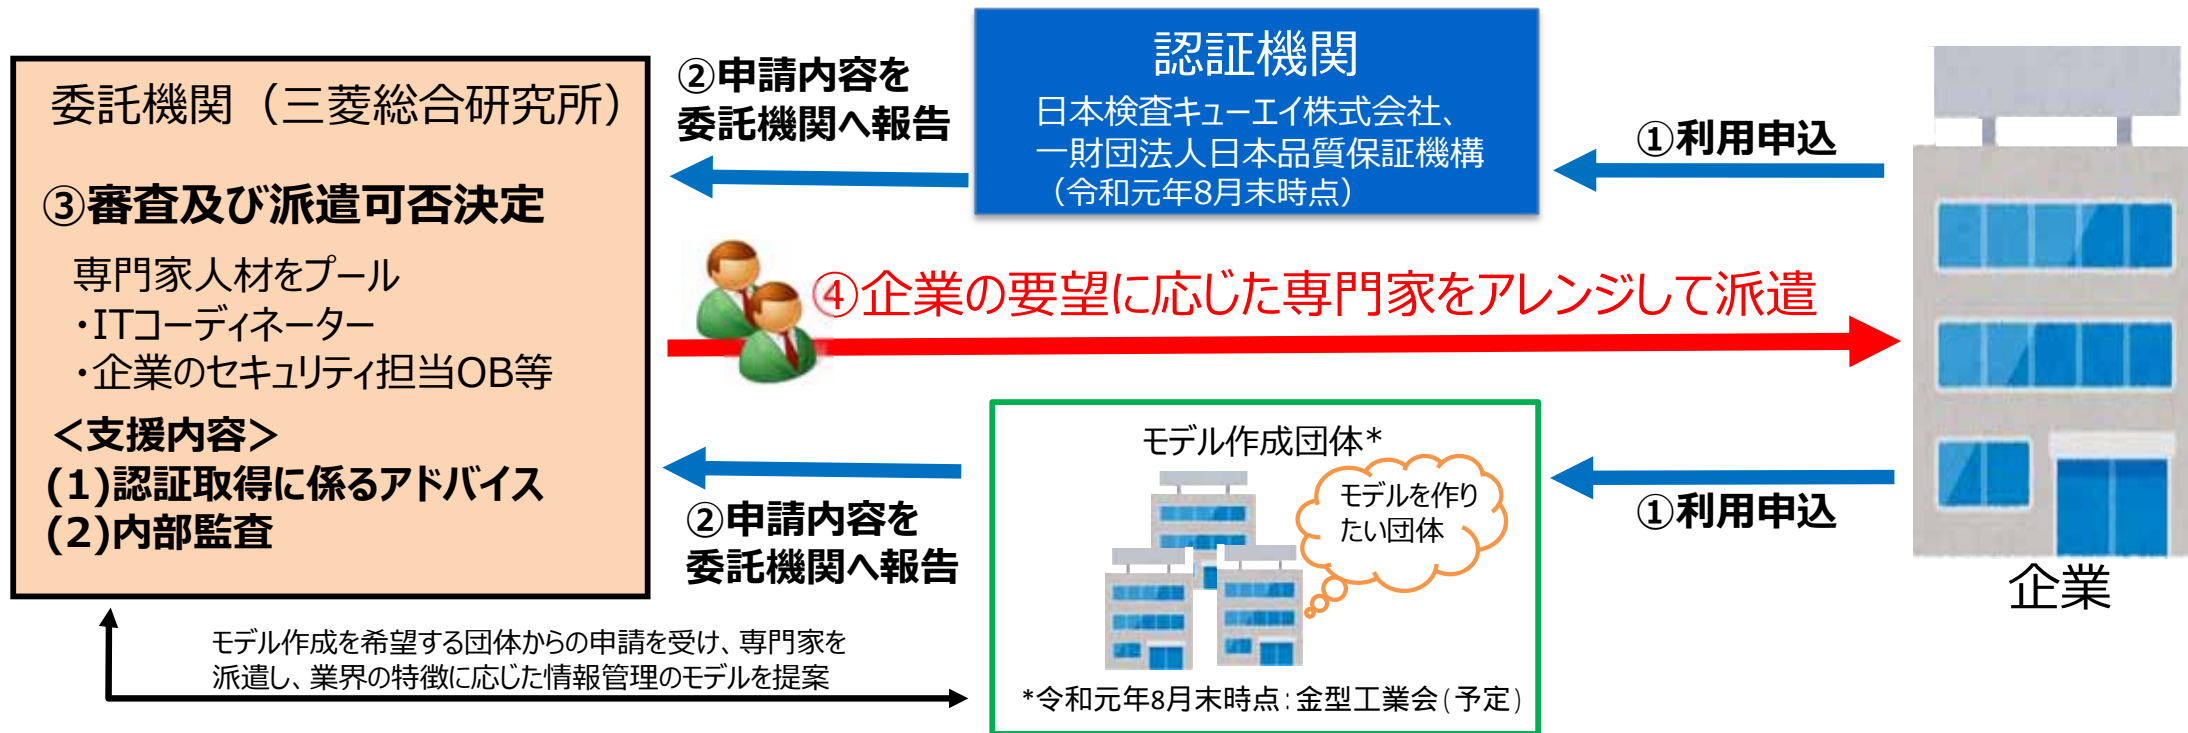 委託機関（三菱総合研究所）
③審査及び派遣可否決定
専門家人材をプール
・ITコーディネーター
・企業のセキュリティ担当OB等
＜支援内容＞
(1)認証取得に係るアドバイス
(2)内部監査
②申請内容を
委託機関へ報告
認証機関
日本検査キューエイ株式会社、
一財団法人日本品質保証機構
（令和元年8月末時点）
①利用申込
④企業の要望に応じた専門家をアレンジして派遣
②申請内容を
委託機関へ報告
モデル作成団体*
モデルを作り
たい団体
*令和元年8月末時点：金型工業会(予定)
①利用申込
企業
モデル作成を希望する団体からの申請を受け、専門家を
派遣し、業界の特徴に応じた情報管理のモデルを提案